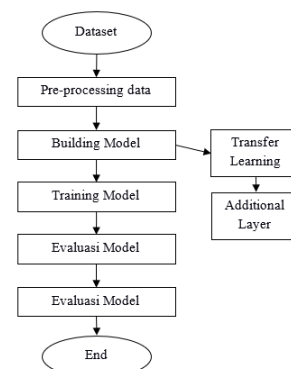 Dataset
Pre-processing data
Building Model
Transfer
Learning
Training Model
Additional
Layer
Evaluasi Model
Evaluasi Model
End